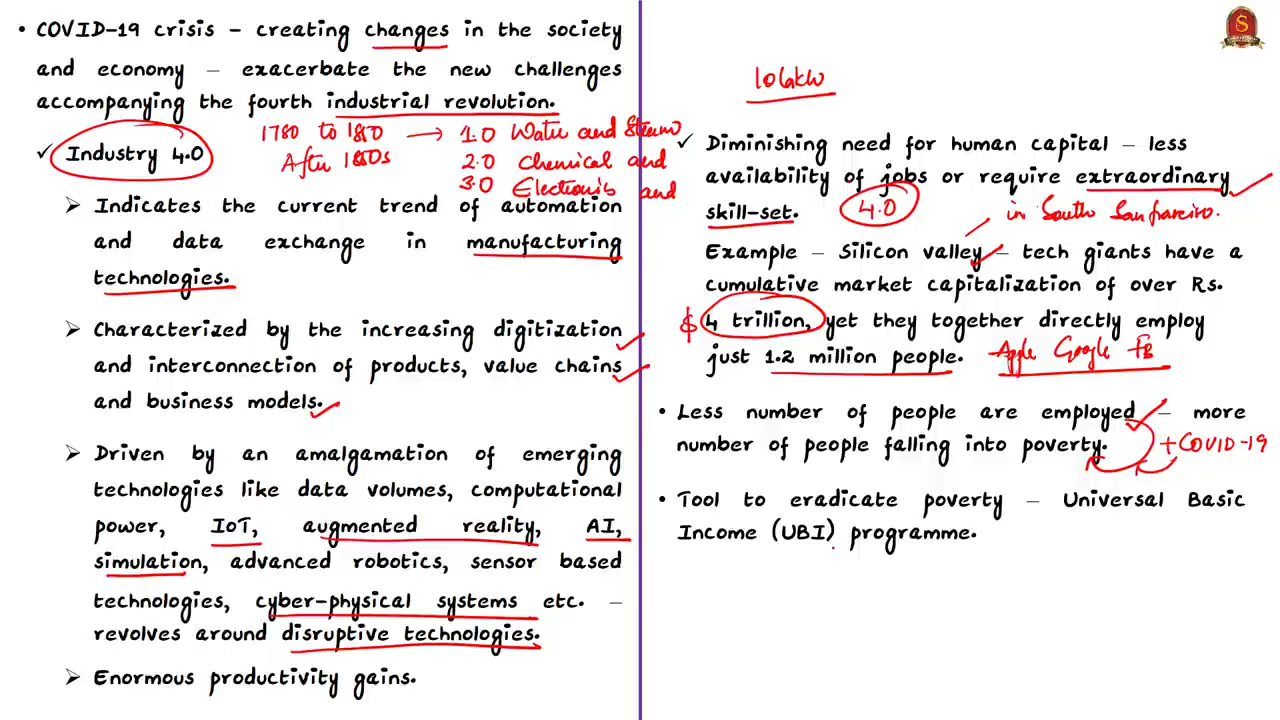 • COVID-19 crisis – creating changes in the society
and economy – exacerbate the new challenges
accompanying the fourth industrial revolution.
1780 to 1850 → 1.0 Water and Steam
✓ Industry 4.0
After 1850s 2.0 Chemical and
3.0 Electronics and
➤ Indicates the current trend of automation
and data exchange in manufacturing
technologies.
➤ Characterized by the increasing digitization
and interconnection of products, value chains
and business models.
➤ Driven by an amalgamation of emerging
technologies like data volumes, computational
power, IoT, augmented reality, AI,
simulation, advanced robotics, sensor based
technologies, cyber-physical systems etc. –
revolves around disruptive technologies.
➤ Enormous productivity gains.
S
10 lakh
✓ Diminishing need for human capital – less
availability of jobs or require extraordinary
skill-set. 4.0
in South San
Example – Silicon valley – tech giants have a
cumulative market capitalization of over Rs.
$ 4 trillion, yet they together directly employ
just 1.2 million people. Apple Google FB
• Less number of people are employed – more
number of people falling into poverty. +COVID-19
• Tool to eradicate poverty – Universal Basic
Income (UBI) programme.